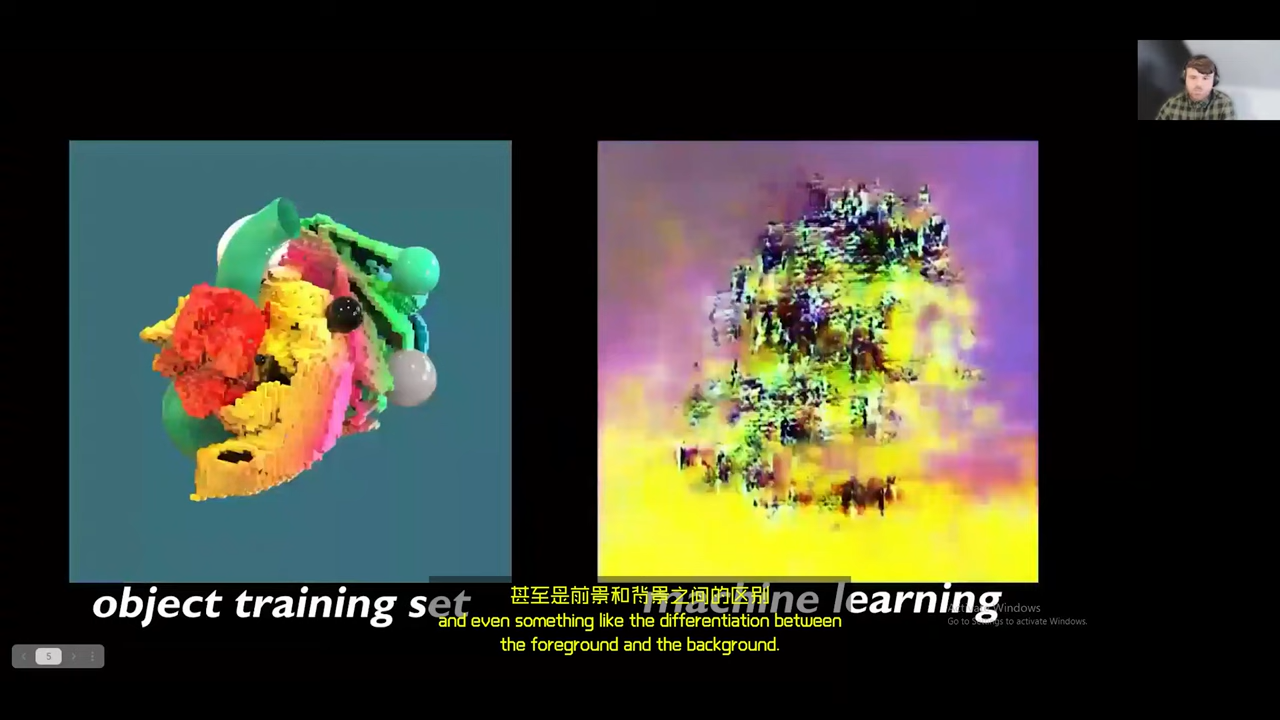 object training set
machine learning
甚至是前景和背景之间的区别
and even something like the differentiation between
the foreground and the background.
Activate Windows
Go to Settings to activate Windows.
5